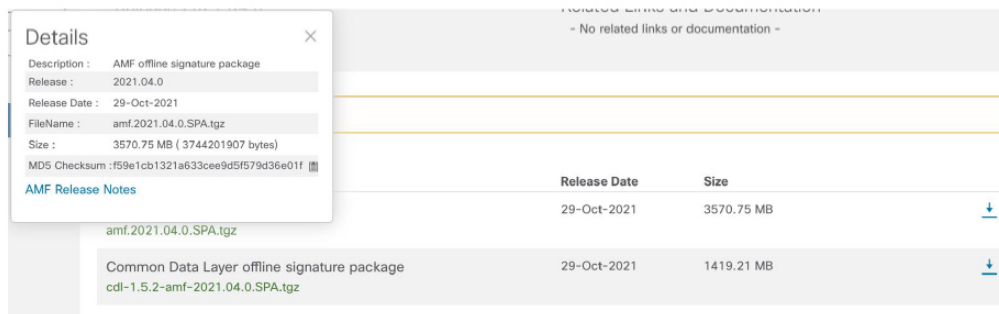 Related Links and Documentation
- No related links or documentation -
Details
Description : AMF offline signature package
Release : 2021.04.0
Release Date : 29-Oct-2021
FileName : amf.2021.04.0.SPA.tgz
Size : 3570.75 MB ( 3744201907 bytes)
MD5 Checksum :f59e1cb1321a633cee9d5f579d36e01f
AMF Release Notes
Release Date Size
29-Oct-2021 3570.75 MB
amf.2021.04.0.SPA.tgz
Common Data Layer offline signature package 29-Oct-2021 1419.21 MB
cdl-1.5.2-amf-2021.04.0.SPA.tgz